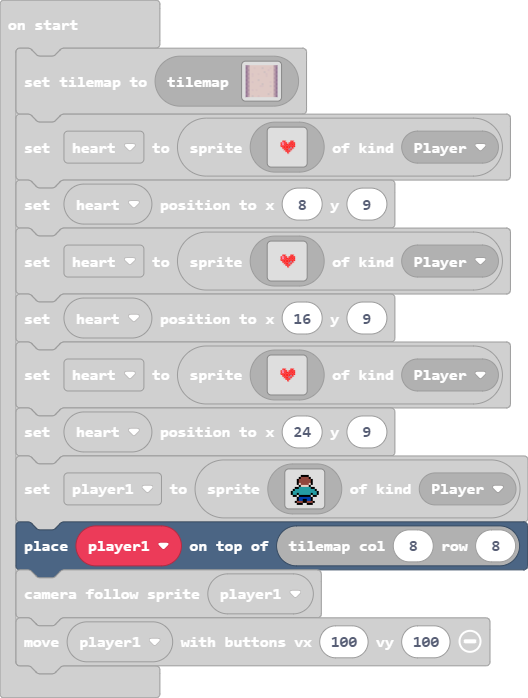 on start
set tilemap to tilemap
set heart to sprite of kind Player
set heart position to x 8 y 9
set heart to sprite of kind Player
set heart position to x 16 y 9
set heart to sprite of kind Player
set heart position to x 24 y 9
set player1 to sprite of kind Player
place player1 on top of tilemap col 8 row 8
camera follow sprite player1
move player1 with buttons vx 100 vy 100